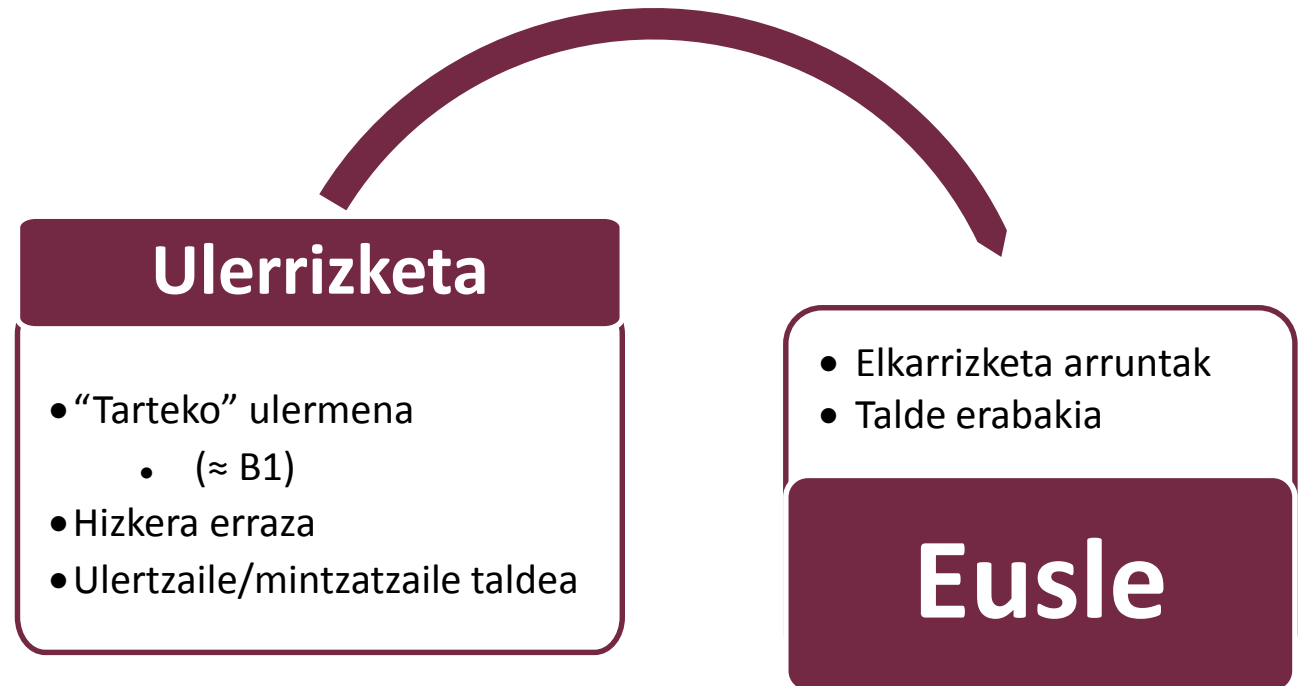 Ulerrizketa
• “Tarteko” ulermena
• (≈ B1)
• Hizkera erraza
• Ulertzaile/mintzatzaile taldea
• Elkarrizketa arruntak
• Talde erabakia
Eusle